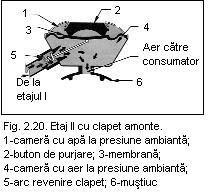 1
2
3
4
5
Aer către
consumator
De la
etajul I
6
Fig. 2.20. Etaj II cu clapet amonte.
1-cameră cu apă la presiune ambiantă;
2-buton de purjare; 3-membrană;
4-cameră cu aer la presiune ambiantă;
5-arc revenire clapet; 6-muştiuc